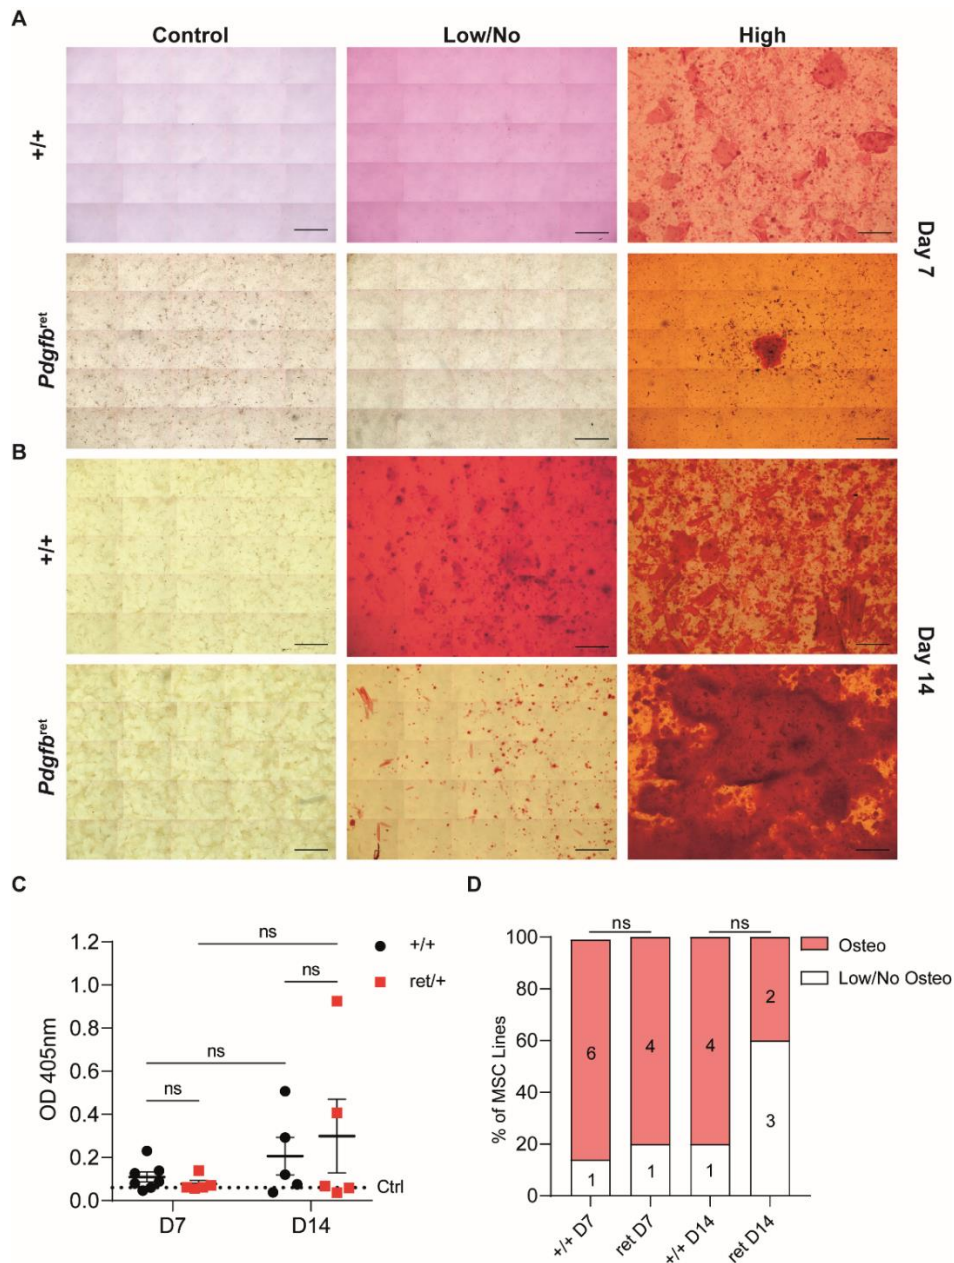 A
Control Low/No High
+/+
Pdgfbret
Day 7
B
+/+
Pdgfbret
Day 14
C
OD 405nm
1.2
1.0
0.8
0.6
0.4
0.2
0.0
ns
ns
ns
ns
+/+
ret/+
Ctrl
D7 D14
D
% of MSC Lines
100
80
60
40
20
0
ns ns
6 4 4 2
1 1 1 3
+/+ D7 ret D7 +/+ D14 ret D14
Osteo
Low/No Osteo